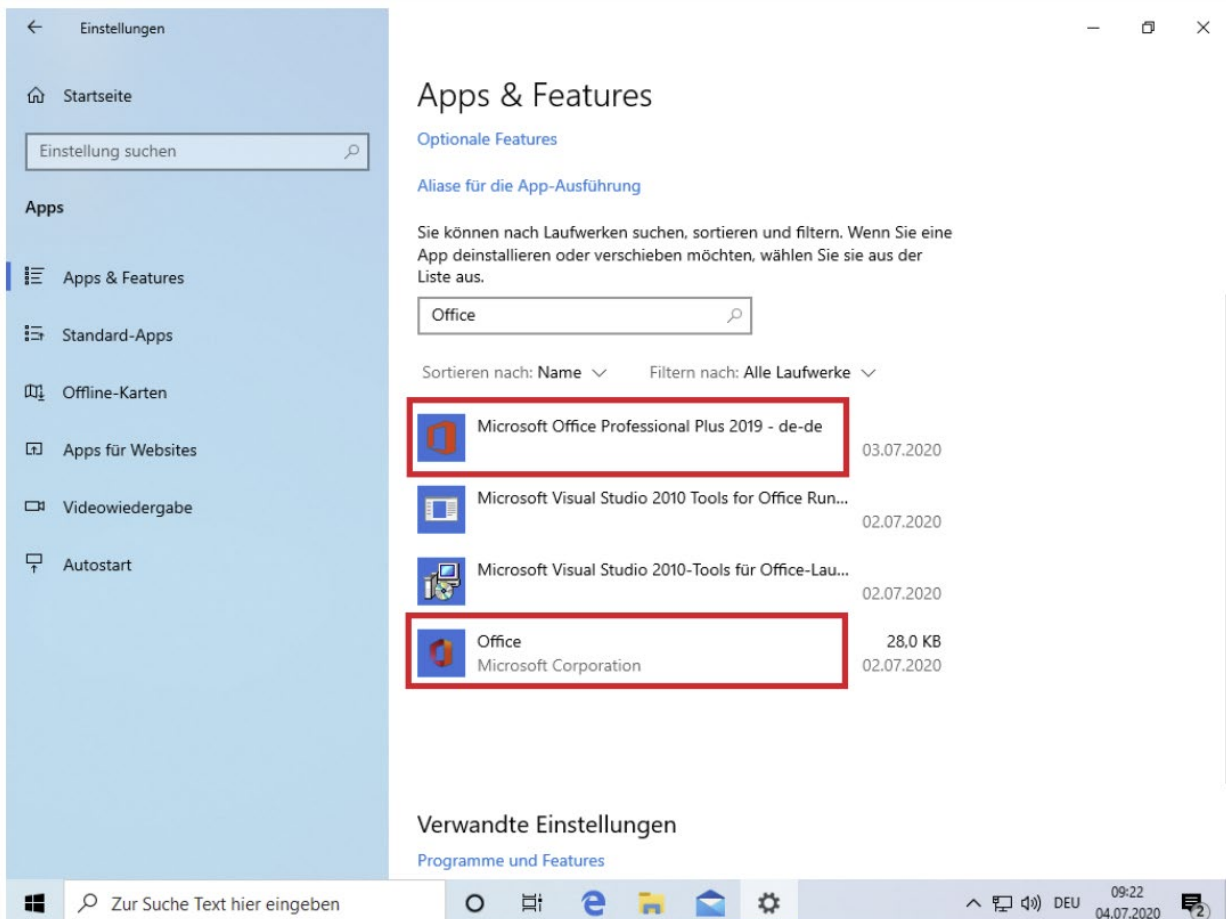 Einstellungen
Startseite
Einstellung suchen
Apps
Apps & Features
Standard-Apps
Offline-Karten
Apps für Websites
Videowiedergabe
Autostart
Apps & Features
Optionale Features
Aliase für die App-Ausführung
Sie können nach Laufwerken suchen, sortieren und filtern. Wenn Sie eine
App deinstallieren oder verschieben möchten, wählen Sie sie aus der
Liste aus.
Office
Sortieren nach: Name Filtern nach: Alle Laufwerke
Microsoft Office Professional Plus 2019 - de-de
03.07.2020
Microsoft Visual Studio 2010 Tools for Office Run...
02.07.2020
Microsoft Visual Studio 2010-Tools für Office-Lau...
02.07.2020
Office 28,0 KB
Microsoft Corporation 02.07.2020
Verwandte Einstellungen
Programme und Features
Zur Suche Text hier eingeben
DEU
09:22
04.07.2020
2